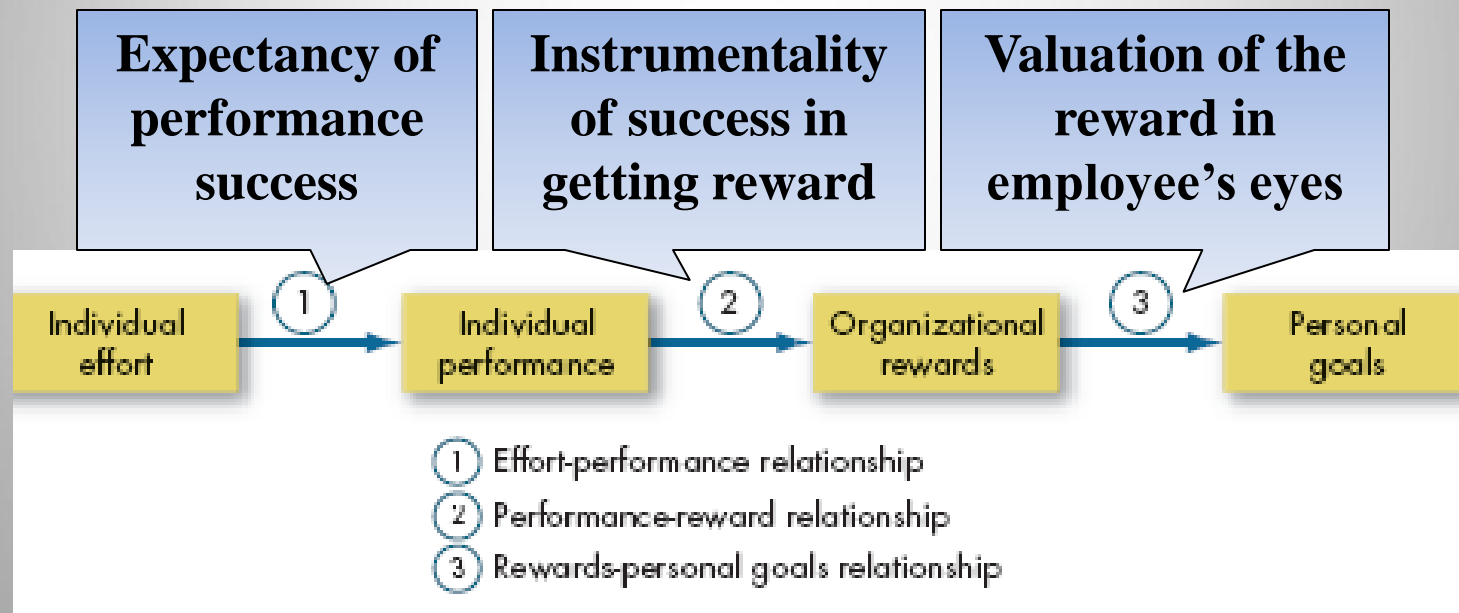 Expectancy of
performance
success
Instrumentality
of success in
getting reward
Valuation of the
reward in
employee’s eyes
1
2
3
Individual
effort
Individual
performance
Organizational
rewards
Personal
goals
1 Effort-performance relationship
2 Performance-reward relationship
3 Rewards-personal goals relationship